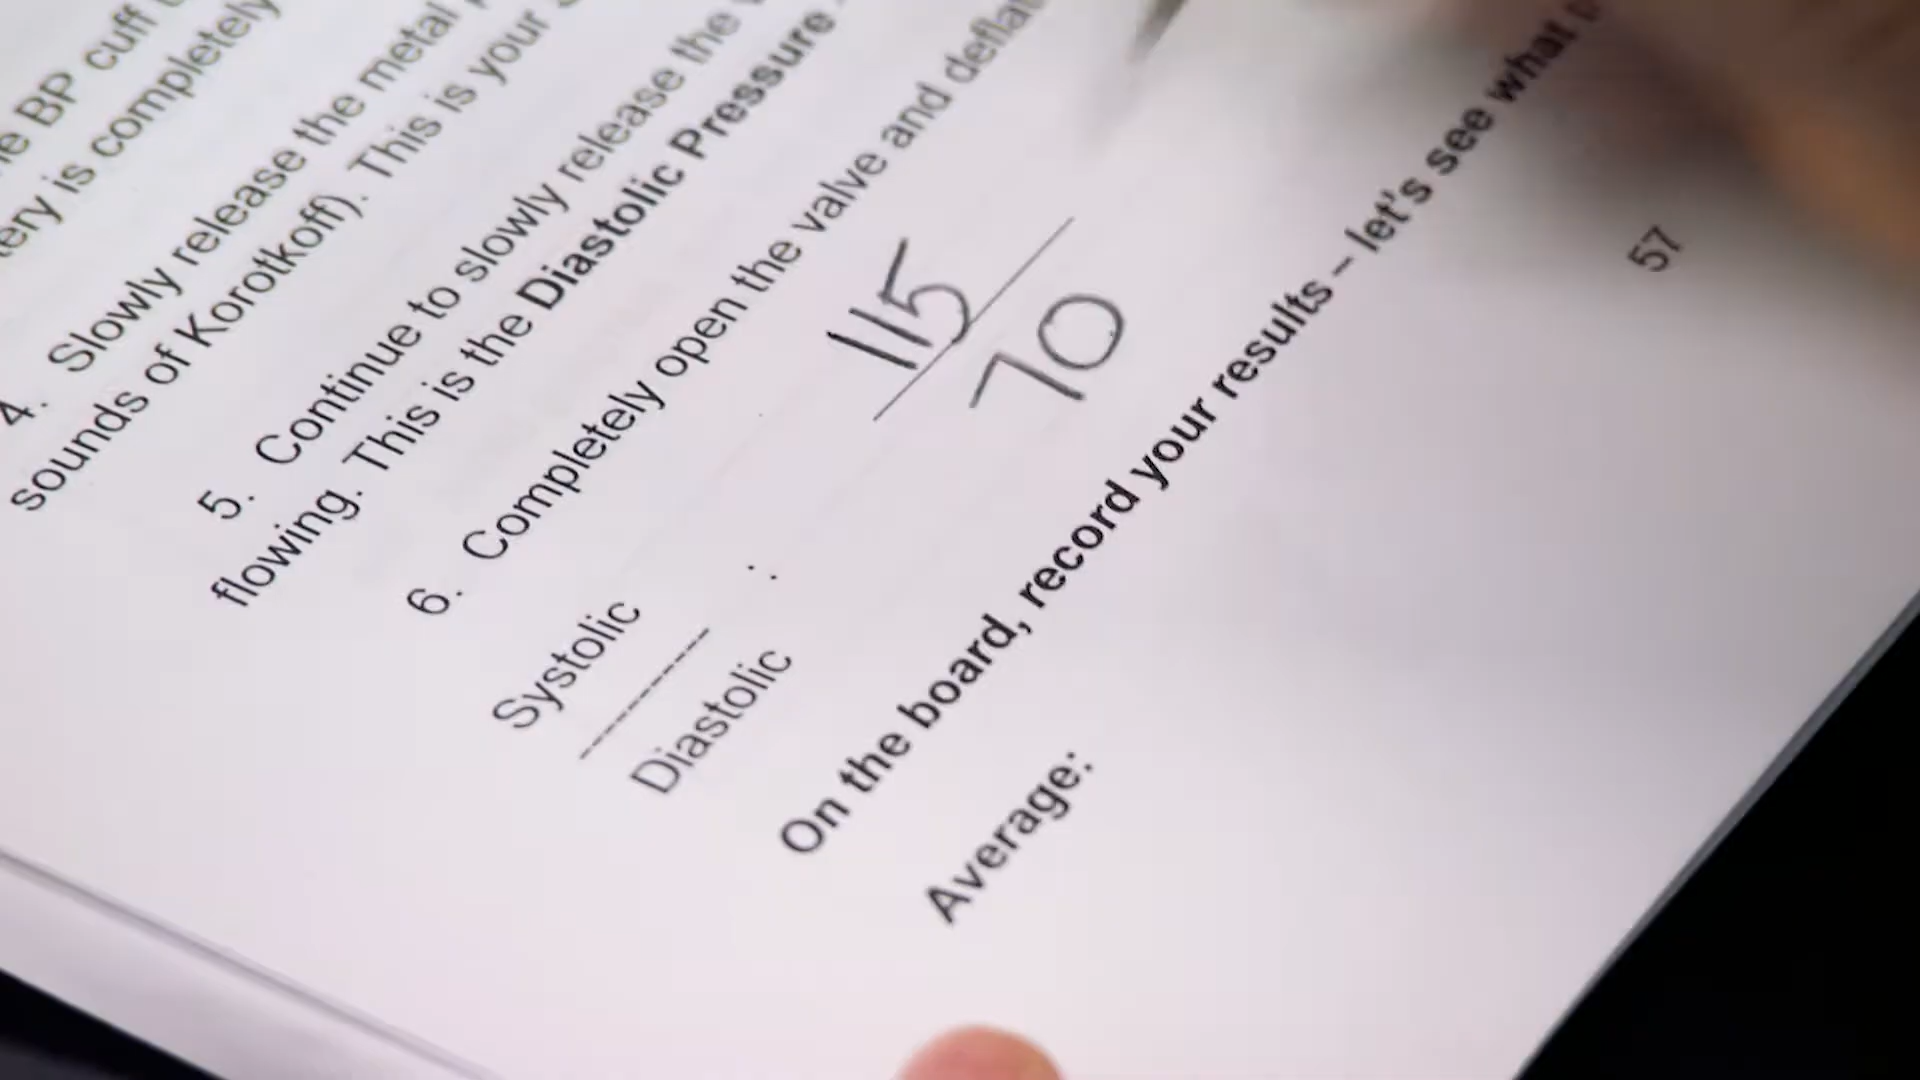 BP cuff
is completely
4. Slowly release the metal
sounds of Korotkoff). This is your
5. Continue to slowly release the
flowing. This is the Diastolic Pressure
6. Completely open the valve and
115
70
Systolic
----------
Diastolic
:
On the board, record your results – let's see what
Average:
57